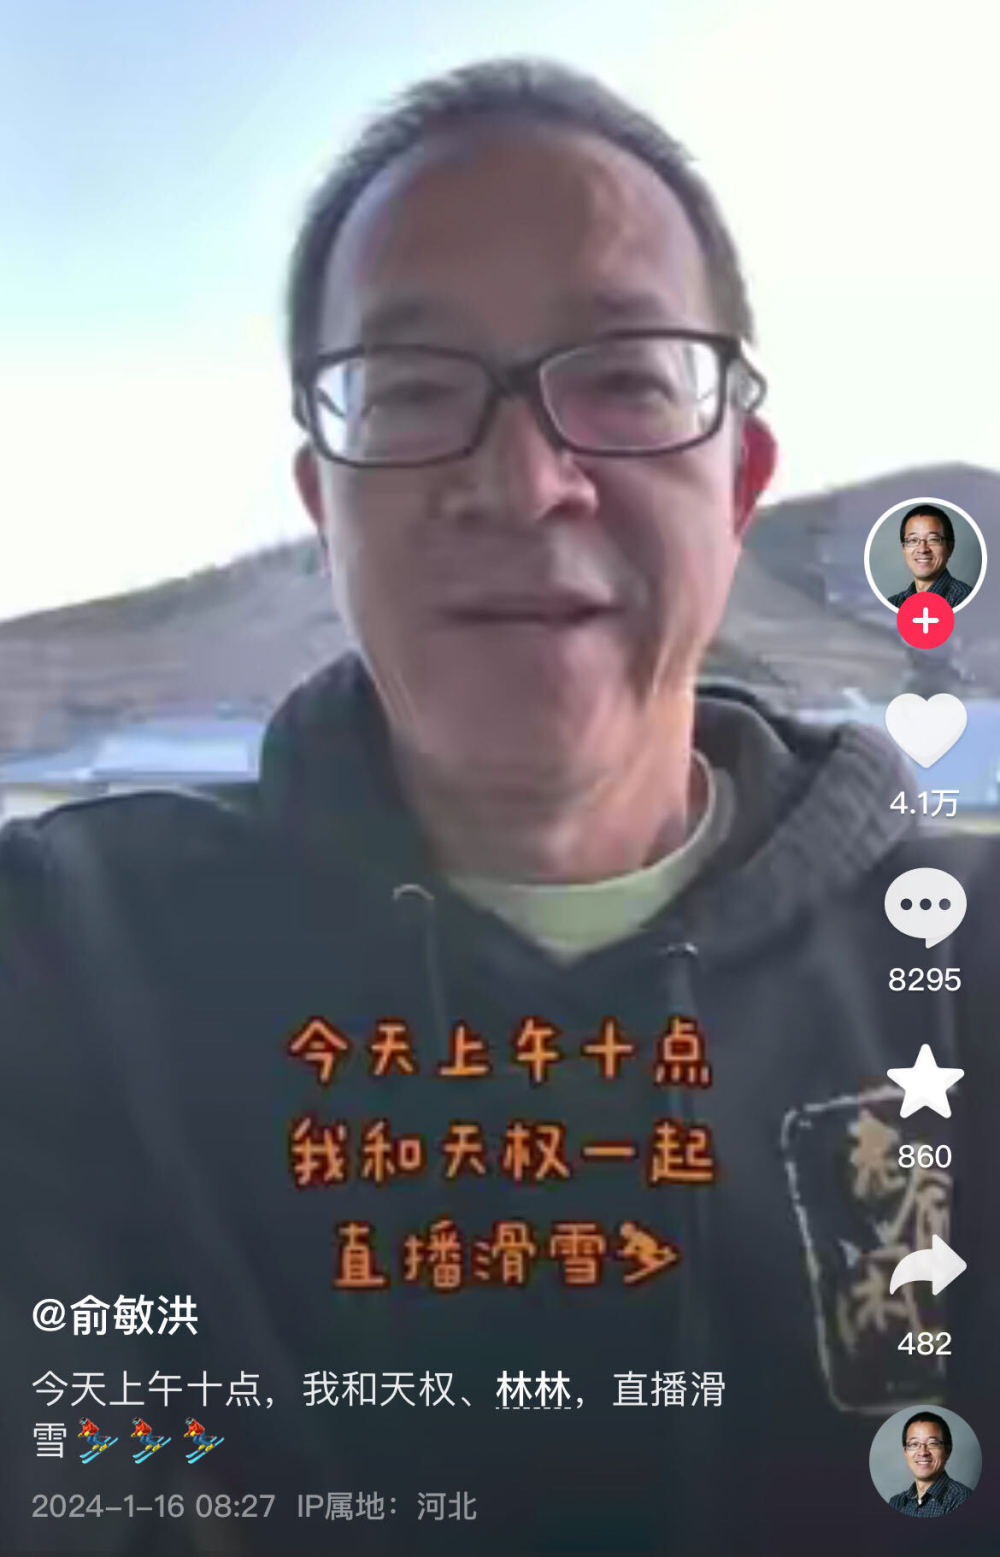 4.1万
8295
今天上午十点
我和天权一起
直播滑雪
860
482
@俞敏洪
今天上午十点，我和天权、林林，直播滑
雪
2024-1-16 08:27 IP属地：河北